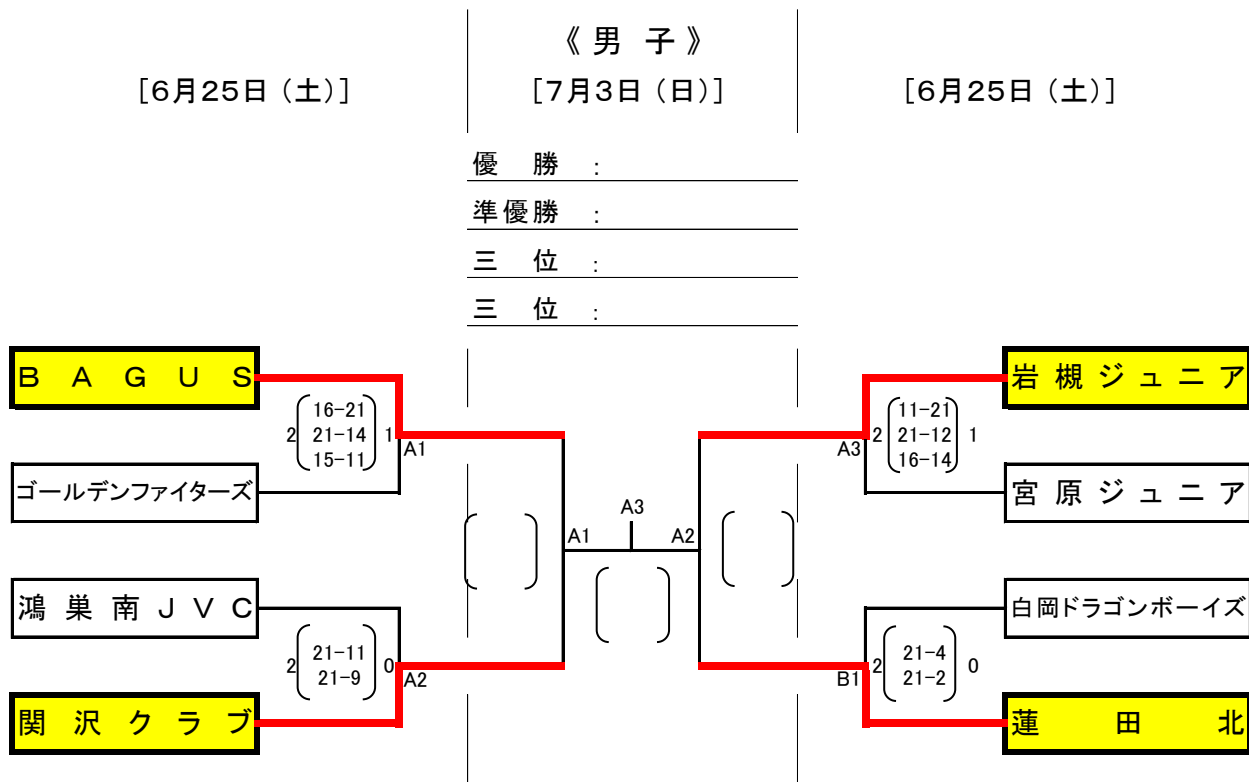 《 男 子 》
［6月25日（土）］
［7月3日（日）］
［6月25日（土）］
優 勝 ：
準優勝 ：
三 位 ：
三 位 ：
B A G U S
16-21
2 21-14 1
15-11
A1
ゴールデンファイターズ
鴻 巣 南 J V C
21-11
2 0
21-9
A2
関 沢 ク ラ ブ
A1
A3
A2
岩 槻 ジ ュ ニ ア
11-21
A3 2 21-12 1
16-14
宮 原 ジ ュ ニ ア
白岡ドラゴンボーイズ
21-4
B1 2 0
21-2
蓮 田 北